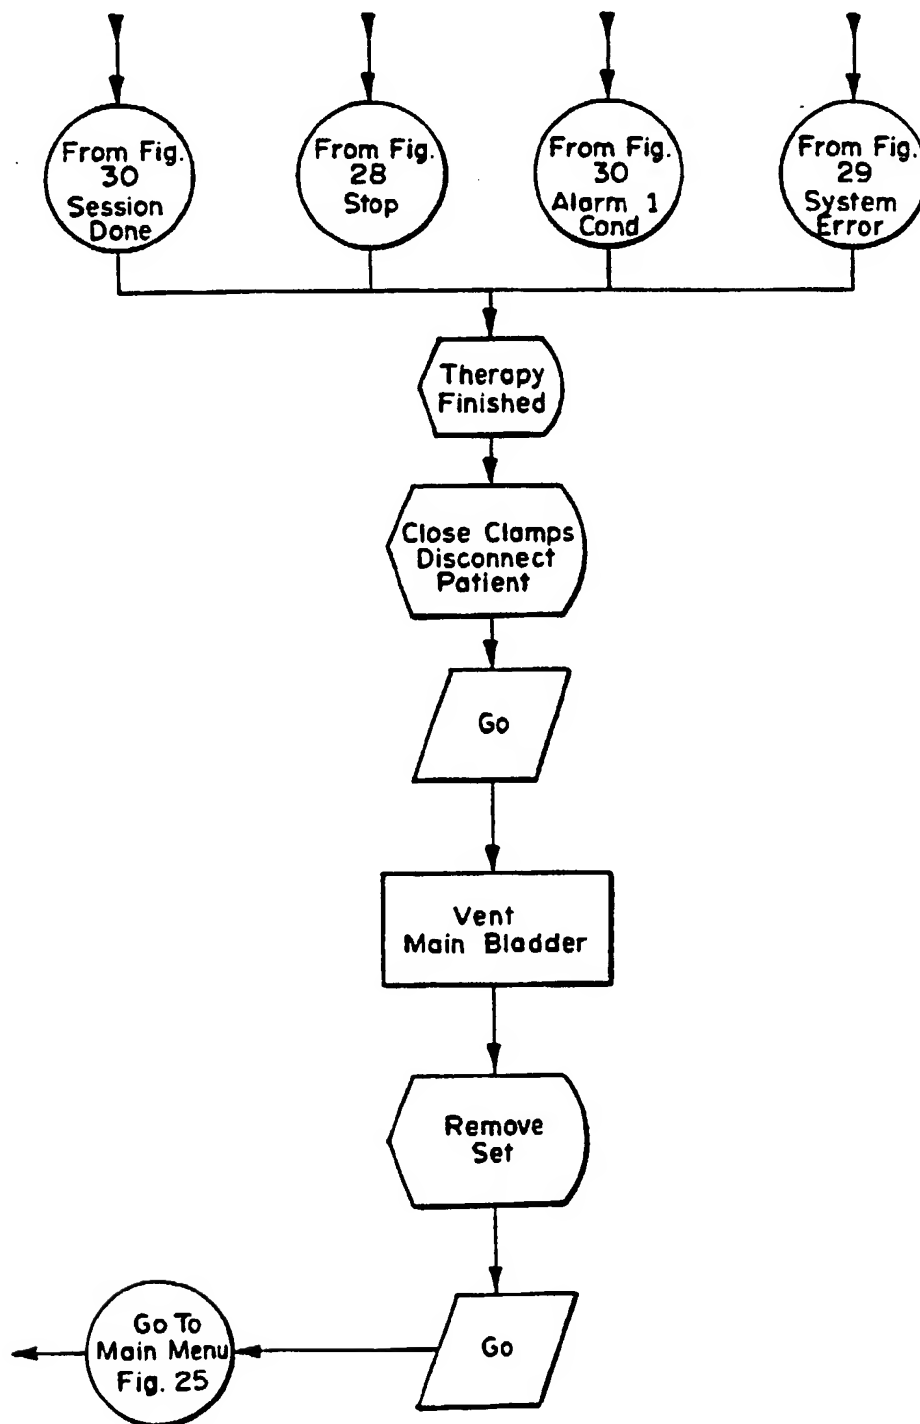 From Fig.
30
Session
Done
From Fig.
28
Stop
From Fig.
30
Alarm 1
Cond
From Fig.
29
System
Error
Therapy
Finished
Close Clamps
Disconnect
Patient
Go
Vent
Main Bladder
Remove
Set
Go
Go To
Main Menu
Fig. 25